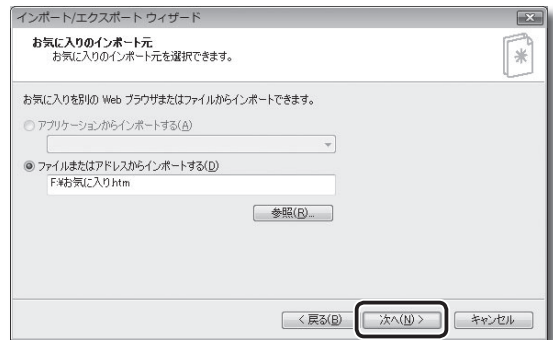 インポート/エクスポート ウィザード
お気に入りのインポート元
お気に入りのインポート元を選択できます。
お気に入りを別の Web ブラウザまたはファイルからインポートできます。
アプリケーションからインポートする(A)
ファイルまたはアドレスからインポートする(D)
F:¥お気に入り.htm
参照(R)...
< 戻る(B)
次へ(N) >
キャンセル